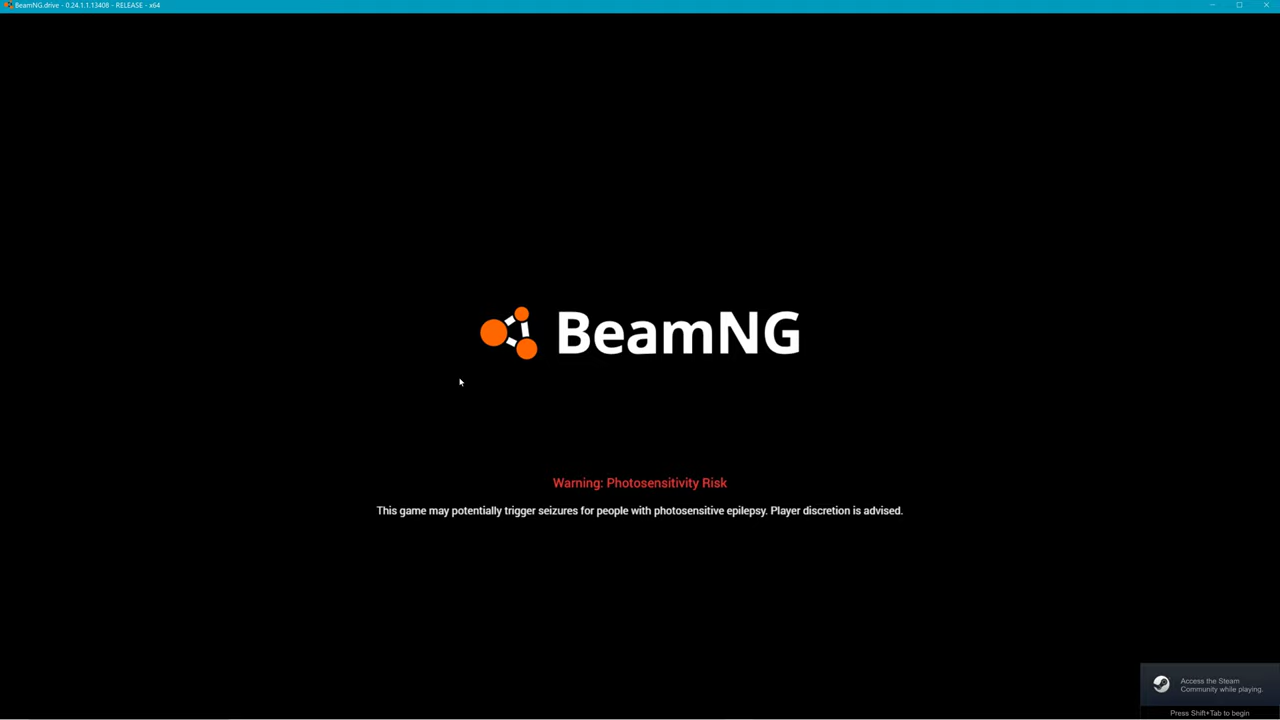 BeamNG.drive - 0.24.1.1.13408 - RELEASE - x64
BeamNG
Warning: Photosensitivity Risk
This game may potentially trigger seizures for people with photosensitive epilepsy. Player discretion is advised.
Access the Steam
Community while playing.
Press Shift+Tab to begin